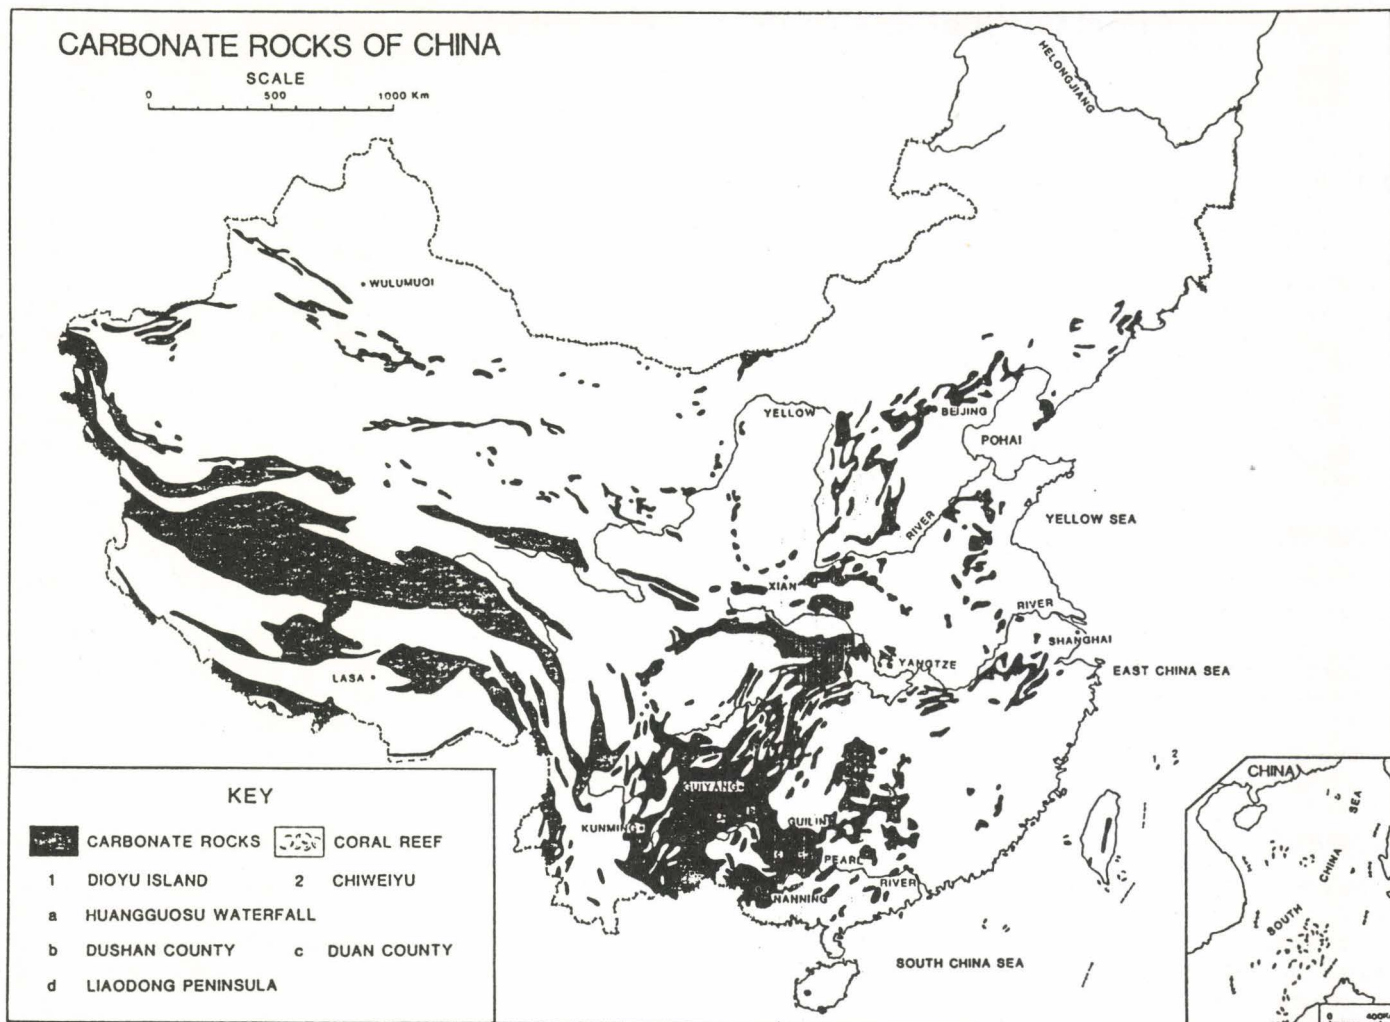 CARBONATE ROCKS OF CHINA
SCALE
0 500 1000 Km
HELONGJIANG
WULUMUQI
YELLOW
BEIJING
POHAI
RIVER
YELLOW SEA
XIAN
RIVER
SHANGHAI
YANGTZE
EAST CHINA SEA
LASA
1 2
GUIYANG
KUNMING
GUILIN
PEARL
RIVER
NANNING
SOUTH CHINA SEA
KEY
CARBONATE ROCKS CORAL REEF
1 DIOYU ISLAND 2 CHIWEIYU
a HUANGGUOSU WATERFALL
b DUSHAN COUNTY c DUAN COUNTY
d LIAODONG PENINSULA
CHINA
SEA
CHINA
SOUTH
0